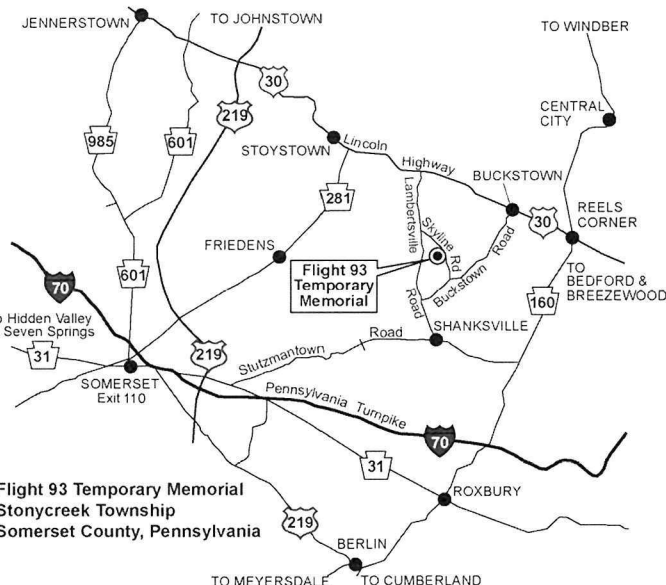 JENNERSTOWN
TO JOHNSTOWN
TO WINDBER
30
219
CENTRAL
CITY
985
601
STOYSTOWN
Lincoln
Highway
BUCKSTOWN
281
Lambertsville
Road
Skyline
Rd
Buckstown
Road
30
REELS
CORNER
FRIEDENS
Flight 93
Temporary
Memorial
TO
BEDFORD &
BREEZEWOOD
601
70
160
o Hidden Valley
Seven Springs
31
219
Stutzmantown
Road
SHANKSVILLE
SOMERSET
Exit 110
Pennsylvania Turnpike
70
31
Flight 93 Temporary Memorial
Stonycreek Township
Somerset County, Pennsylvania
219
ROXBURY
BERLIN
TO MEYERSDALE
TO CUMBERLAND